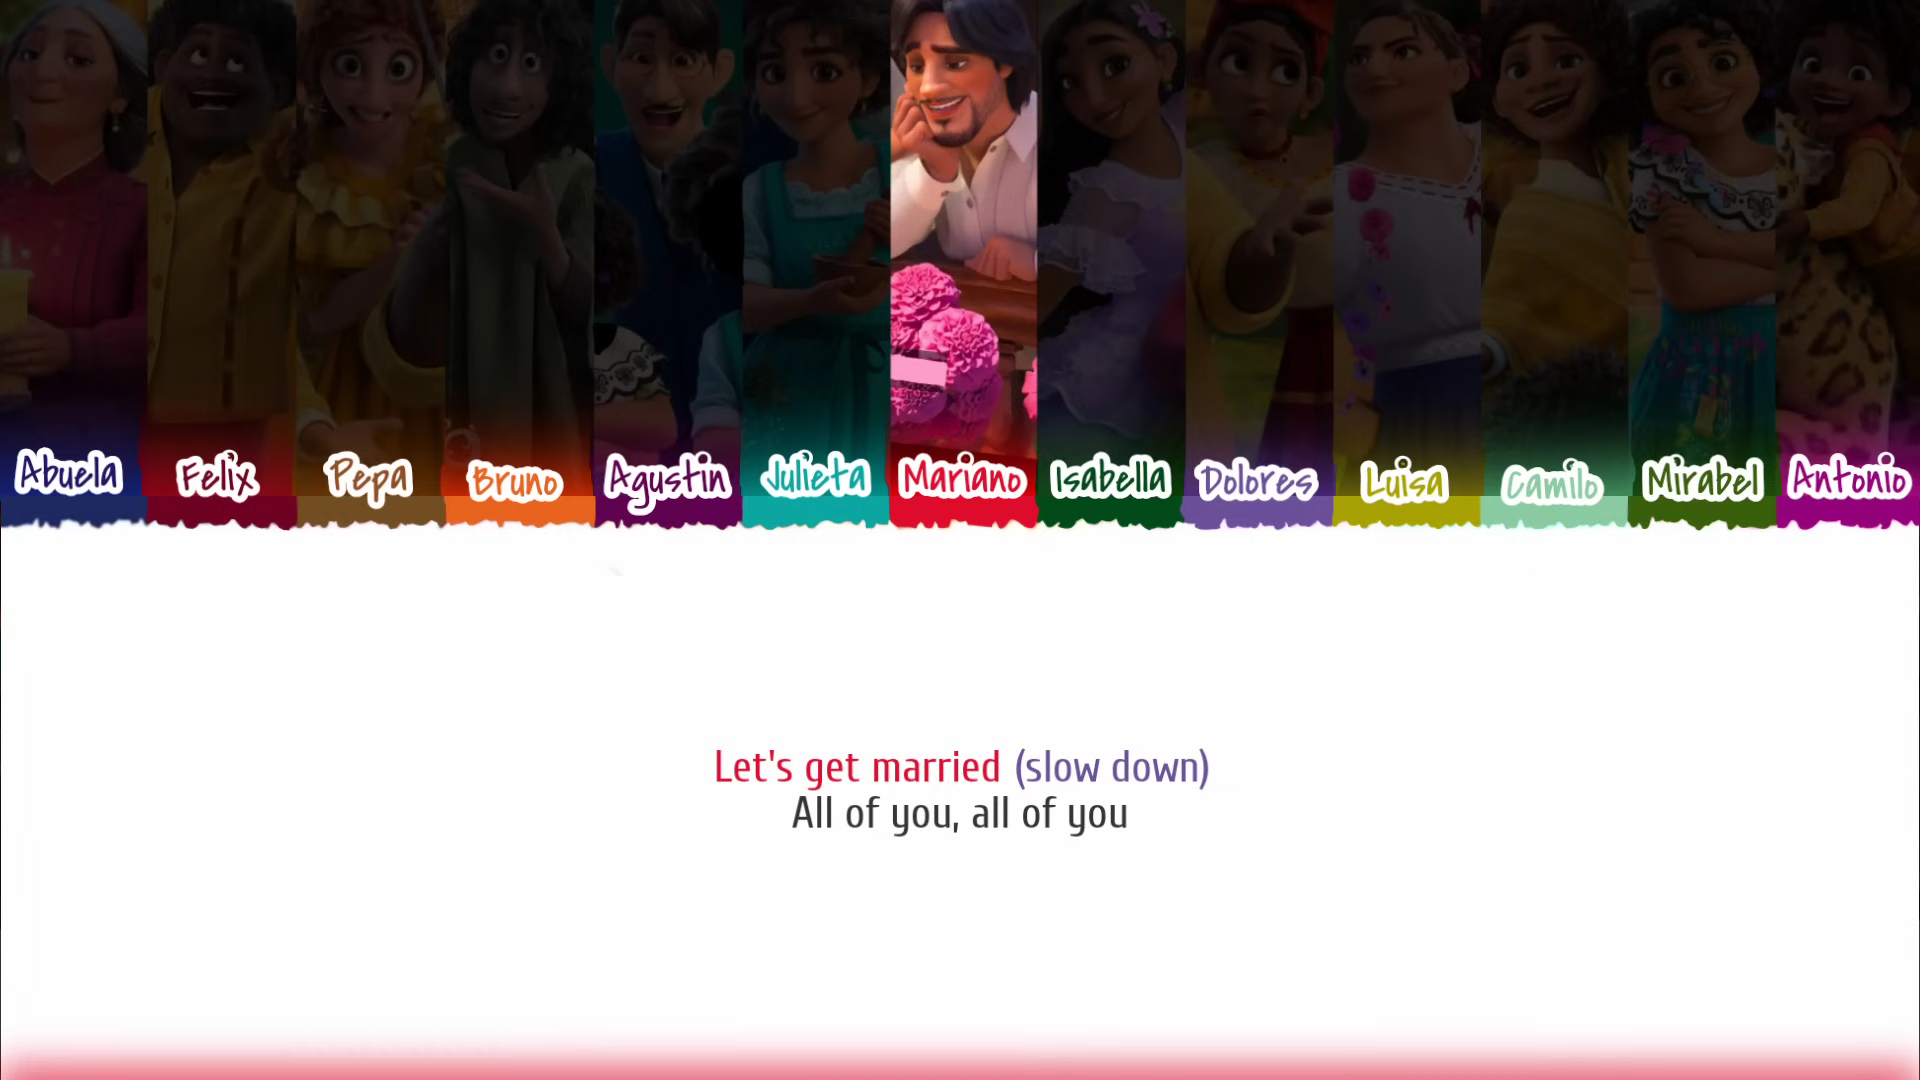 Abuela Felix Pepa Bruno Agustin Julieta Mariano Isabella Dolores Luisa Camilo Mirabel Antonio
Let's get married (slow down)
All of you, all of you